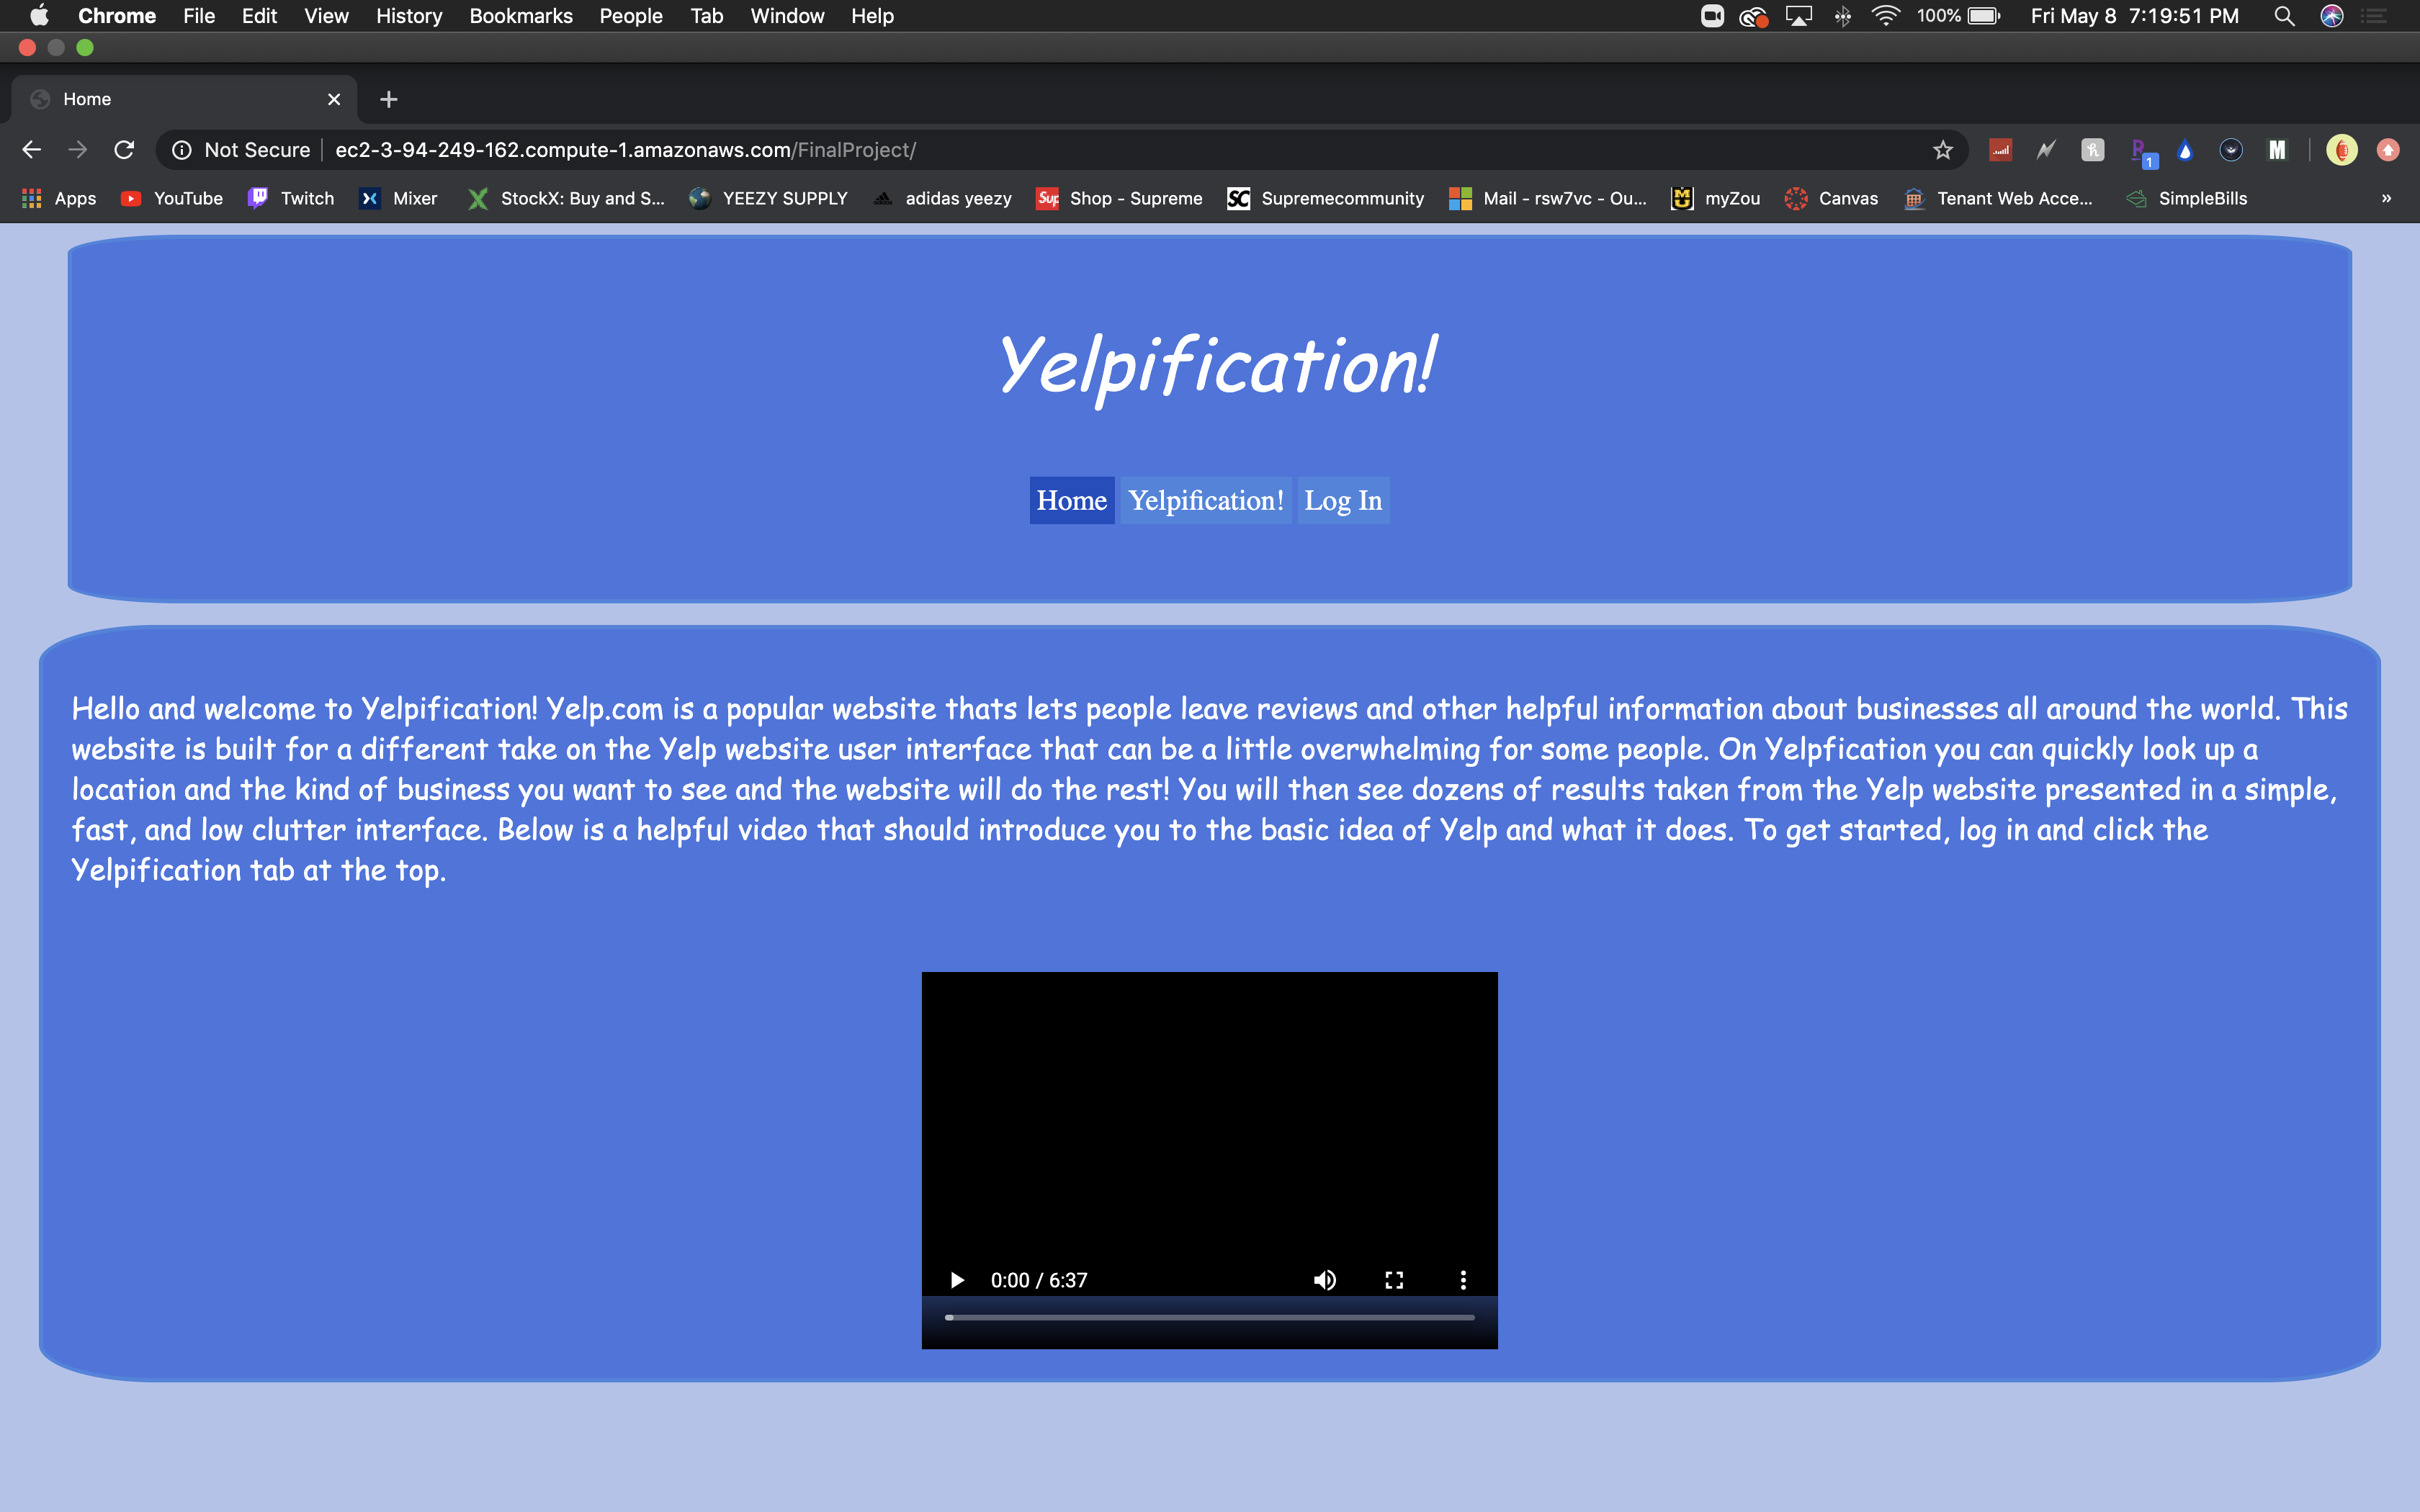 Chrome File Edit View History Bookmarks People Tab Window Help 100% Fri May 8 7:19:51 PM
Home
Not Secure ec2-3-94-249-162.compute-1.amazonaws.com/FinalProject/ 1
Apps YouTube Twitch Mixer StockX: Buy and S... YEEZY SUPPLY adidas yeezy Shop - Supreme Supremecommunity Mail - rsw7vc - Ou... myZou Canvas Tenant Web Acce... SimpleBills »
Yelpification!
Home Yelpification! Log In
Hello and welcome to Yelpification! Yelp.com is a popular website thats lets people leave reviews and other helpful information about businesses all around the world. This
website is built for a different take on the Yelp website user interface that can be a little overwhelming for some people. On Yelpfication you can quickly look up a
location and the kind of business you want to see and the website will do the rest! You will then see dozens of results taken from the Yelp website presented in a simple,
fast, and low clutter interface. Below is a helpful video that should introduce you to the basic idea of Yelp and what it does. To get started, log in and click the
Yelpification tab at the top.
0:00 / 6:37